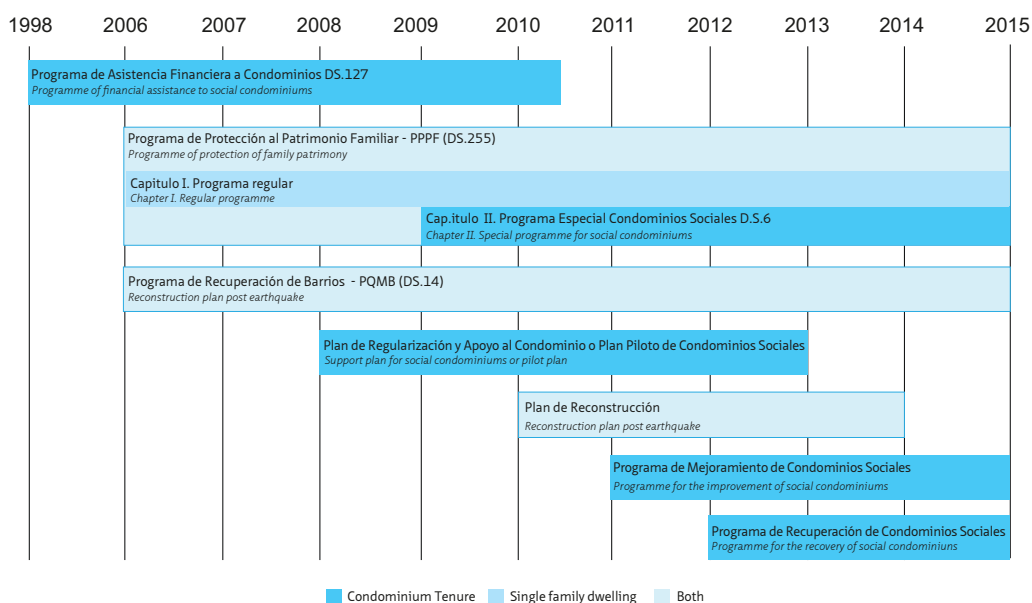 1998 2006 2007 2008 2009 2010 2011 2012 2013 2014 2015
Programa de Asistencia Financiera a Condominios DS.127
Programme of financial assistance to social condominiums
Programa de Protección al Patrimonio Familiar - PPPF (DS.255)
Programme of protection of family patrimony
Capitulo I. Programa regular
Chapter I. Regular programme
Cap.itulo II. Programa Especial Condominios Sociales D.S.6
Chapter II. Special programme for social condominiums
Programa de Recuperación de Barrios - PQMB (DS.14)
Reconstruction plan post earthquake
Plan de Regularización y Apoyo al Condominio o Plan Piloto de Condominios Sociales
Support plan for social condominiums or pilot plan
Plan de Reconstrucción
Reconstruction plan post earthquake
Programa de Mejoramiento de Condominios Sociales
Programme for the improvement of social condominiums
Programa de Recuperación de Condominios Sociales
Programme for the recovery of social condominiuns
Condominium Tenure Single family dwelling Both